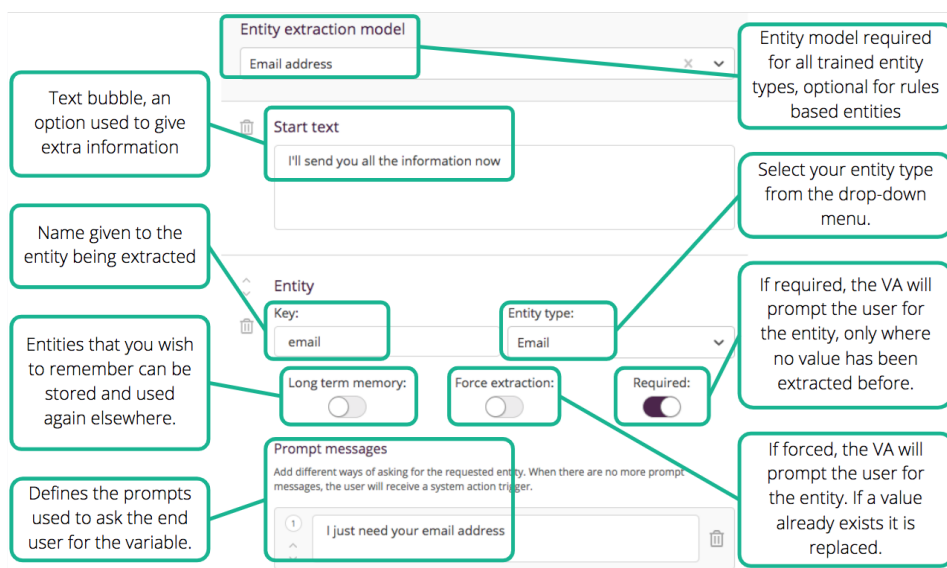 Entity extraction model
Email address
Entity model required
for all trained entity
types, optional for rules
based entities
Text bubble, an
option used to give
extra information
Start text
I'll send you all the information now
Select your entity type
from the drop-down
menu.
Name given to the
entity being extracted
Entity
Key:
email
Entity type:
Email
If required, the VA will
prompt the user for
the entity, only where
no value has been
extracted before.
Entities that you wish
to remember can be
stored and used
again elsewhere.
Long term memory:
Force extraction:
Required:
Prompt messages
Add different ways of asking for the requested entity. When there are no more prompt
messages, the user will receive a system action trigger.
1
I just need your email address
Defines the prompts
used to ask the end
user for the variable.
If forced, the VA will
prompt the user for
the entity. If a value
already exists it is
replaced.